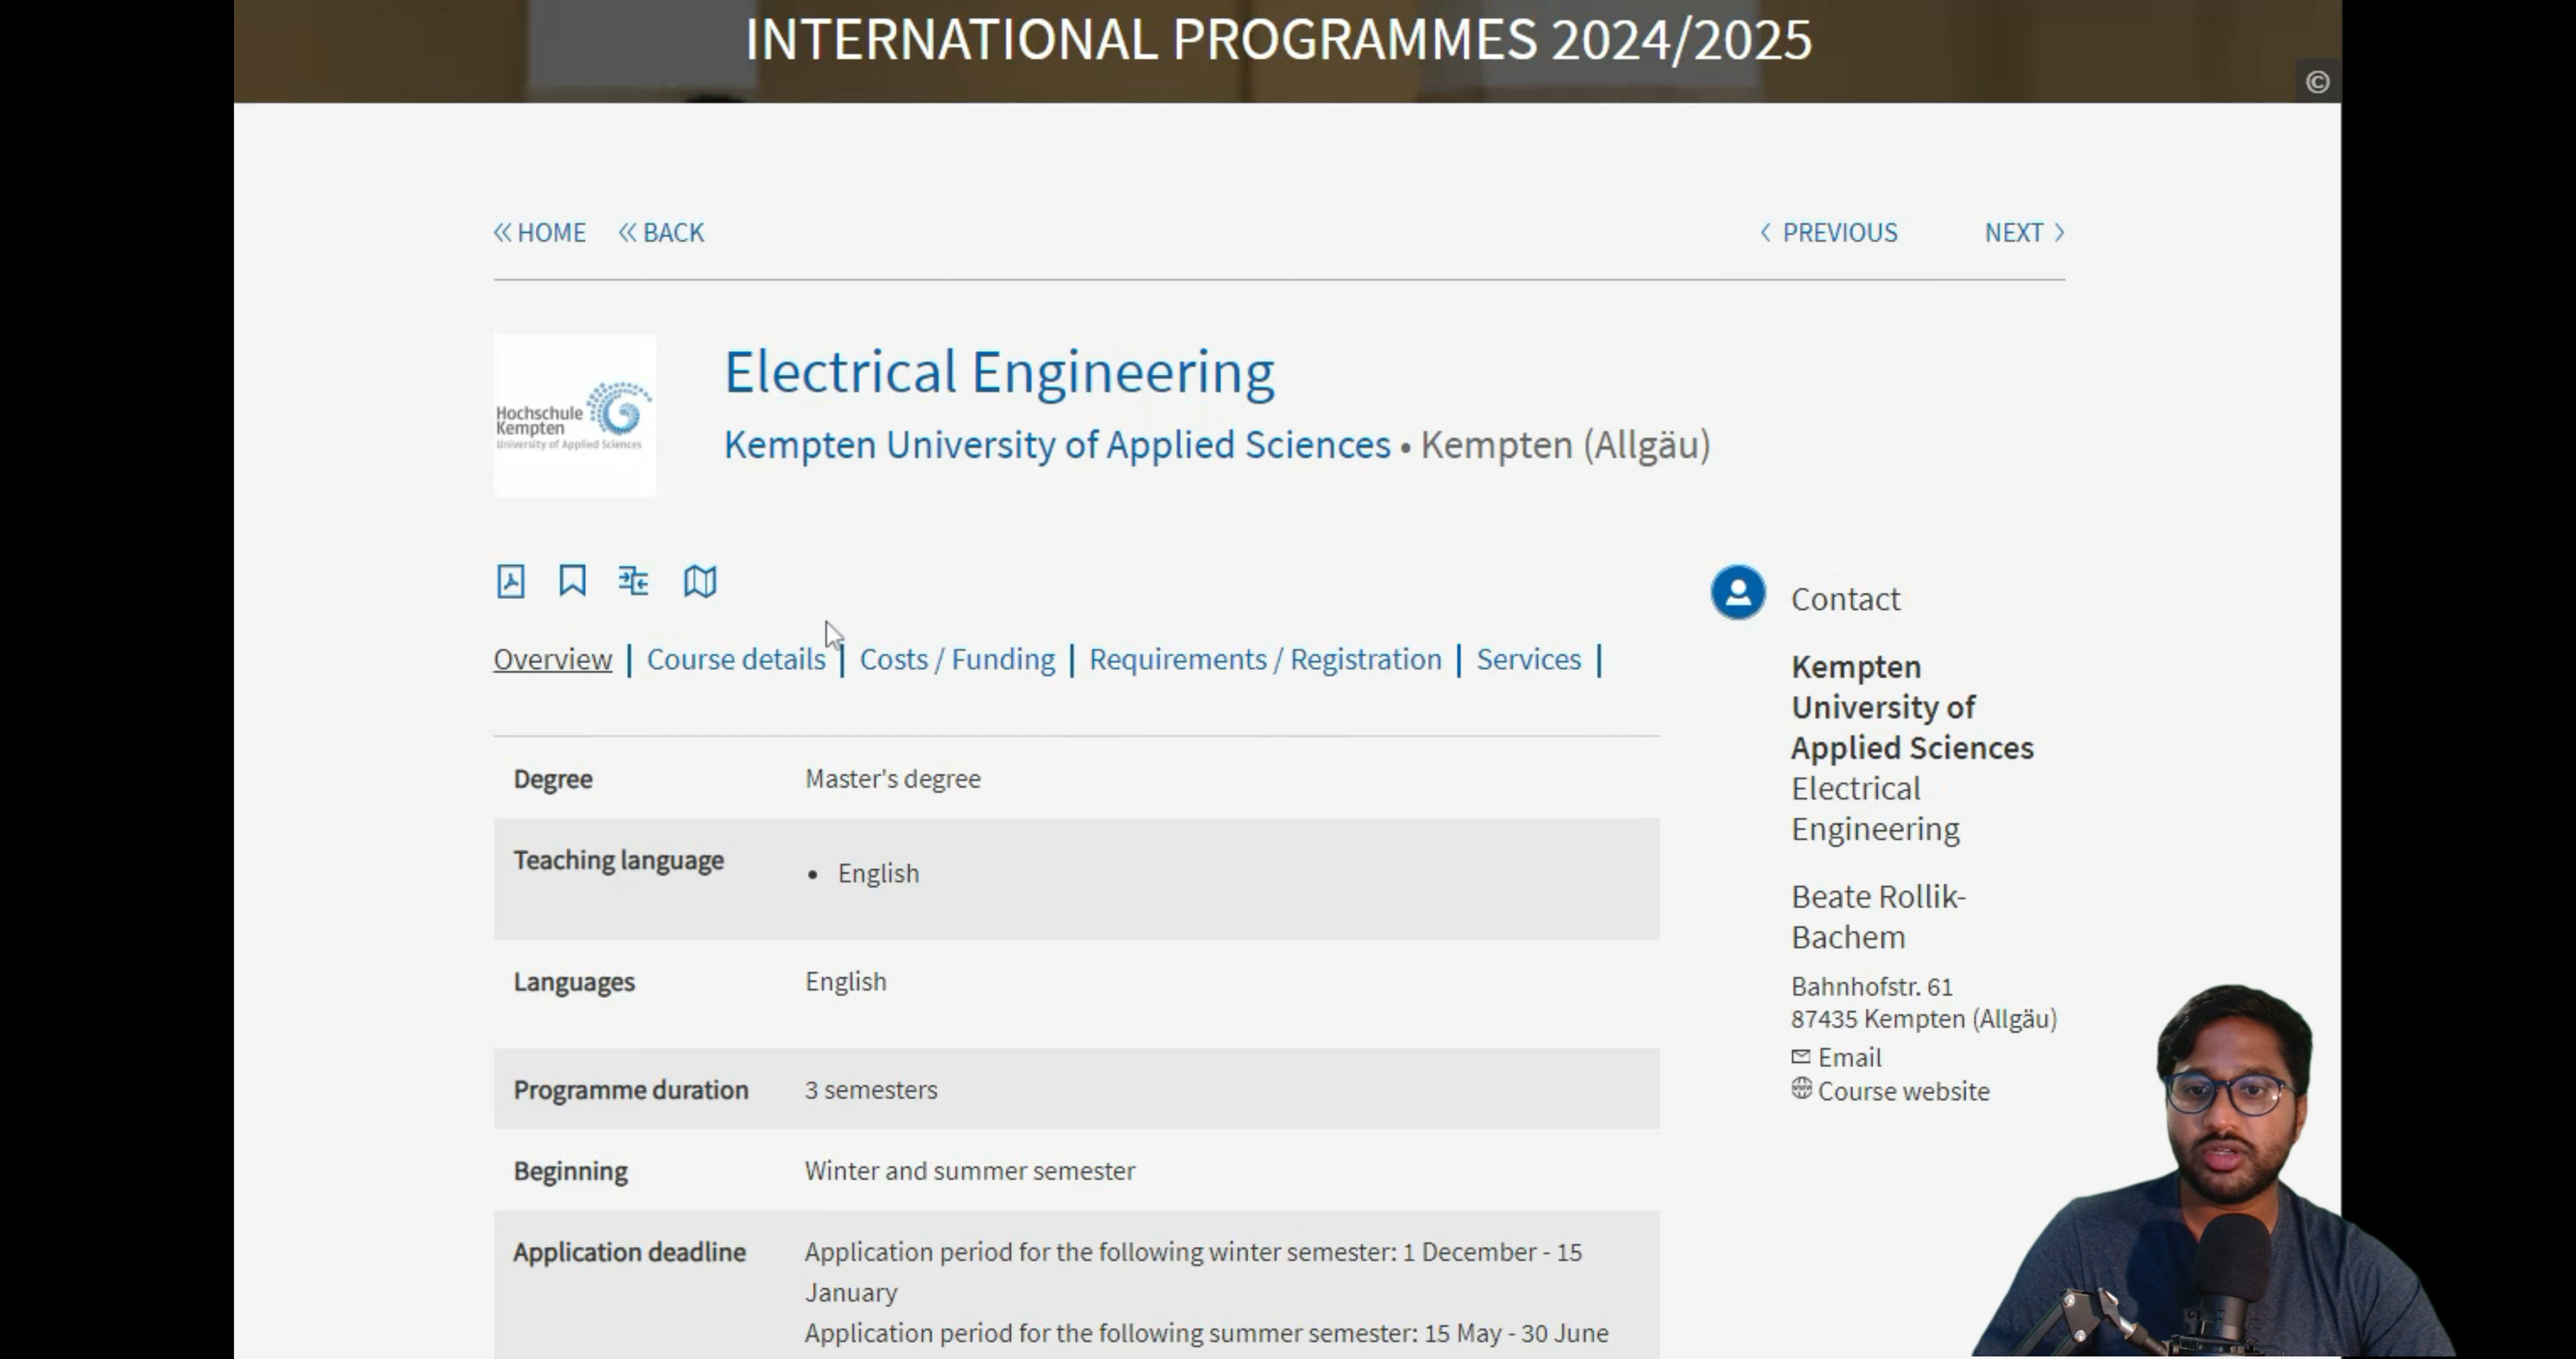 INTERNATIONAL PROGRAMMES 2024/2025
©
HOME
BACK
PREVIOUS
NEXT
Hochschule
Kempten
University of Applied Sciences
Electrical Engineering
Kempten University of Applied Sciences • Kempten (Allgäu)
Overview | Course details | Costs / Funding | Requirements / Registration | Services |
Degree Master's degree
Teaching language • English
Languages English
Programme duration 3 semesters
Beginning Winter and summer semester
Application deadline Application period for the following winter semester: 1 December - 15
January
Application period for the following summer semester: 15 May - 30 June
Contact
Kempten
University of
Applied Sciences
Electrical
Engineering
Beate Rollik-
Bachem
Bahnhofstr. 61
87435 Kempten (Allgäu)
Email
Course website